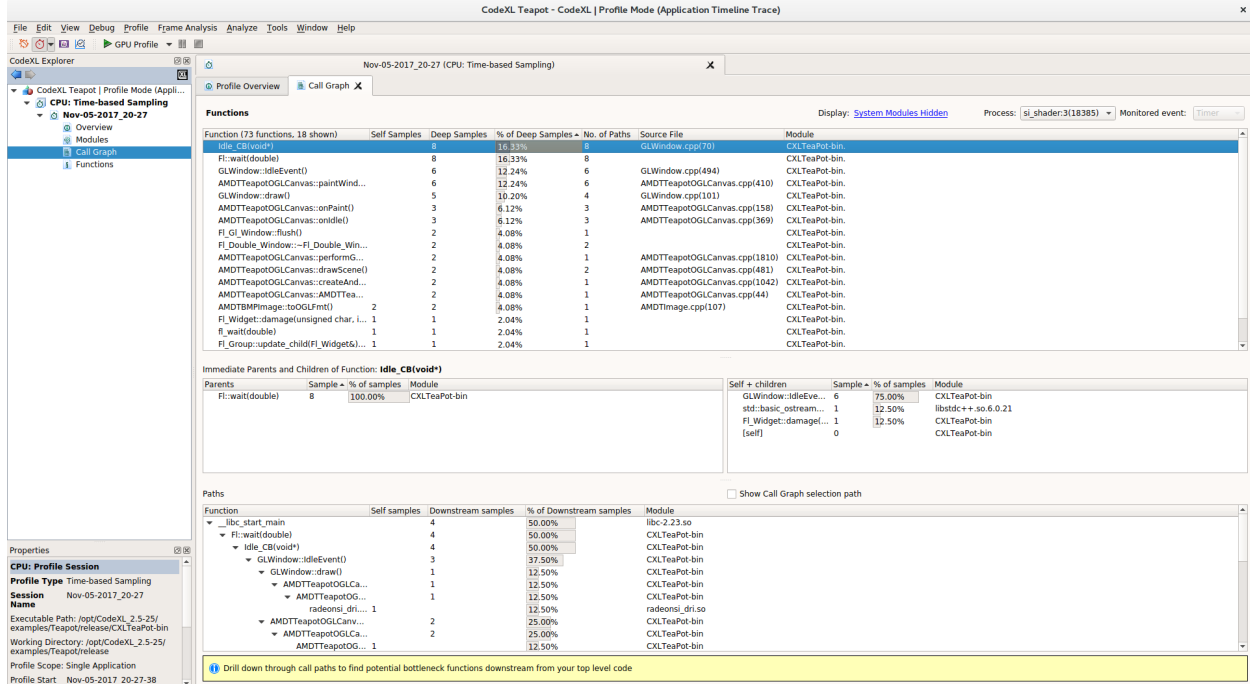 CodeXL Teapot - CodeXL | Profile Mode (Application Timeline Trace)
File Edit View Debug Profile Frame Analysis Analyze Tools Window Help
GPU Profile
CodeXL Explorer
CodeXL Teapot | Profile Mode (Appli...
CPU: Time-based Sampling
Nov-05-2017_20-27
Overview
Modules
Call Graph
Functions
Nov-05-2017_20-27 (CPU: Time-based Sampling)
Profile Overview Call Graph
Functions Display: System Modules Hidden Process: si_shader:3(18385) Monitored event: Timer
Function (73 functions, 18 shown) Self Samples Deep Samples % of Deep Samples No. of Paths Source File Module
Idle_CB(void*) 8 16.33% 8 GLWindow.cpp(70) CXLTeaPot-bin.
Fl::wait(double) 8 16.33% 8 CXLTeaPot-bin.
GLWindow::IdleEvent() 6 12.24% 6 GLWindow.cpp(494) CXLTeaPot-bin.
AMDTTeapotOGLCanvas::paintWind... 6 12.24% 6 AMDTTeapotOGLCanvas.cpp(410) CXLTeaPot-bin.
GLWindow::draw() 5 10.20% 4 GLWindow.cpp(101) CXLTeaPot-bin.
AMDTTeapotOGLCanvas::onPaint() 3 6.12% 3 AMDTTeapotOGLCanvas.cpp(158) CXLTeaPot-bin.
AMDTTeapotOGLCanvas::onIdle() 3 6.12% 3 AMDTTeapotOGLCanvas.cpp(369) CXLTeaPot-bin.
Fl_Gl_Window::flush() 2 4.08% 1 CXLTeaPot-bin.
Fl_Double_Window::~Fl_Double_Win... 2 4.08% 2 CXLTeaPot-bin.
AMDTTeapotOGLCanvas::performG... 2 4.08% 1 AMDTTeapotOGLCanvas.cpp(1810) CXLTeaPot-bin.
AMDTTeapotOGLCanvas::drawScene() 2 4.08% 2 AMDTTeapotOGLCanvas.cpp(481) CXLTeaPot-bin.
AMDTTeapotOGLCanvas::createAnd... 2 4.08% 1 AMDTTeapotOGLCanvas.cpp(1042) CXLTeaPot-bin.
AMDTTeapotOGLCanvas::AMDTTea... 2 4.08% 1 AMDTTeapotOGLCanvas.cpp(44) CXLTeaPot-bin.
AMDTBMPImage::toOGLFmt() 2 2 4.08% 1 AMDTImage.cpp(107) CXLTeaPot-bin.
Fl_Widget::damage(unsigned char, i... 1 1 2.04% 1 CXLTeaPot-bin.
fl_wait(double) 1 1 2.04% 1 CXLTeaPot-bin.
Fl_Group::update_child(Fl_Widget&)... 1 1 2.04% 1 CXLTeaPot-bin.
Immediate Parents and Children of Function: Idle_CB(void*)
Parents Sample % of samples Module
Fl::wait(double) 8 100.00% CXLTeaPot-bin
Self + children Sample % of samples Module
GLWindow::IdleEve... 6 75.00% CXLTeaPot-bin
std::basic_ostream... 1 12.50% libstdc++.so.6.0.21
Fl_Widget::damage(... 1 12.50% CXLTeaPot-bin
[self] 0 CXLTeaPot-bin
Paths Show Call Graph selection path
Function Self samples Downstream samples % of Downstream samples Module
__libc_start_main 4 50.00% libc-2.23.so
Fl::wait(double) 4 50.00% CXLTeaPot-bin
Idle_CB(void*) 4 50.00% CXLTeaPot-bin
GLWindow::IdleEvent() 3 37.50% CXLTeaPot-bin
GLWindow::draw() 1 12.50% CXLTeaPot-bin
AMDTTeapotOGLCa... 1 12.50% CXLTeaPot-bin
AMDTTeapotOG... 1 12.50% CXLTeaPot-bin
radeonsi_dri.... 1 12.50% radeonsi_dri.so
AMDTTeapotOGLCanv... 2 25.00% CXLTeaPot-bin
AMDTTeapotOGLCa... 2 25.00% CXLTeaPot-bin
AMDTTeapotOG... 1 12.50% CXLTeaPot-bin
Drill down through call paths to find potential bottleneck functions downstream from your top level code
Properties
CPU: Profile Session
Profile Type Time-based Sampling
Session Nov-05-2017_20-27
Name
Executable Path: /opt/CodeXL_2.5-25/
examples/Teapot/release/CXLTeaPot-bin
Working Directory: /opt/CodeXL_2.5-25/
examples/Teapot/release
Profile Scope: Single Application
Profile Start Nov-05-2017_20-27-38